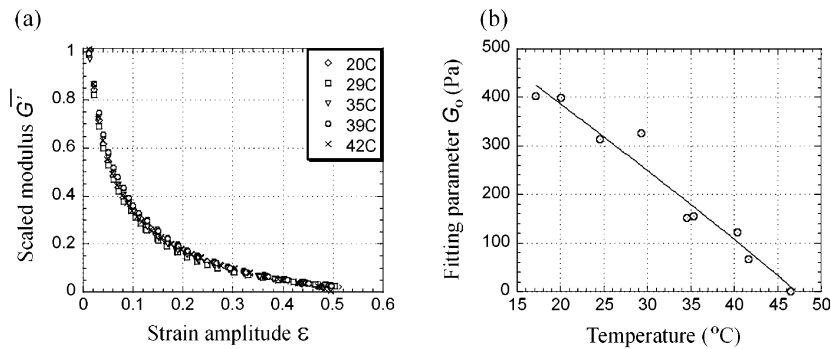 (a)
Scaled modulus G'
1
0.8
0.6
0.4
0.2
0
0
0.1
0.2
0.3
0.4
0.5
0.6
Strain amplitude ε
20C
29C
35C
39C
42C
(b)
Fitting parameter Go (Pa)
500
400
300
200
100
0
15
20
25
30
35
40
45
50
Temperature (°C)